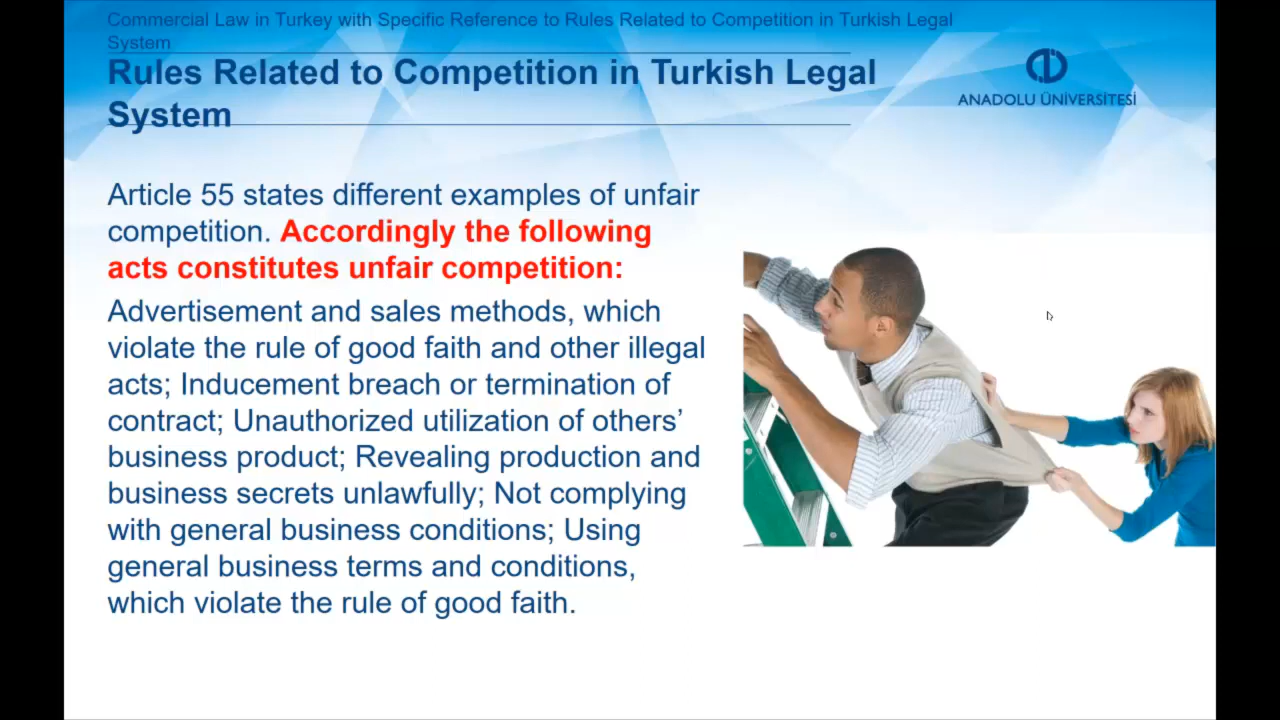 Commercial Law in Turkey with Specific Reference to Rules Related to Competition in Turkish Legal
System
Rules Related to Competition in Turkish Legal
System
ANADOLU ÜNİVERSİTESİ
Article 55 states different examples of unfair
competition. Accordingly the following
acts constitutes unfair competition:
Advertisement and sales methods, which
violate the rule of good faith and other illegal
acts; Inducement breach or termination of
contract; Unauthorized utilization of others’
business product; Revealing production and
business secrets unlawfully; Not complying
with general business conditions; Using
general business terms and conditions,
which violate the rule of good faith.